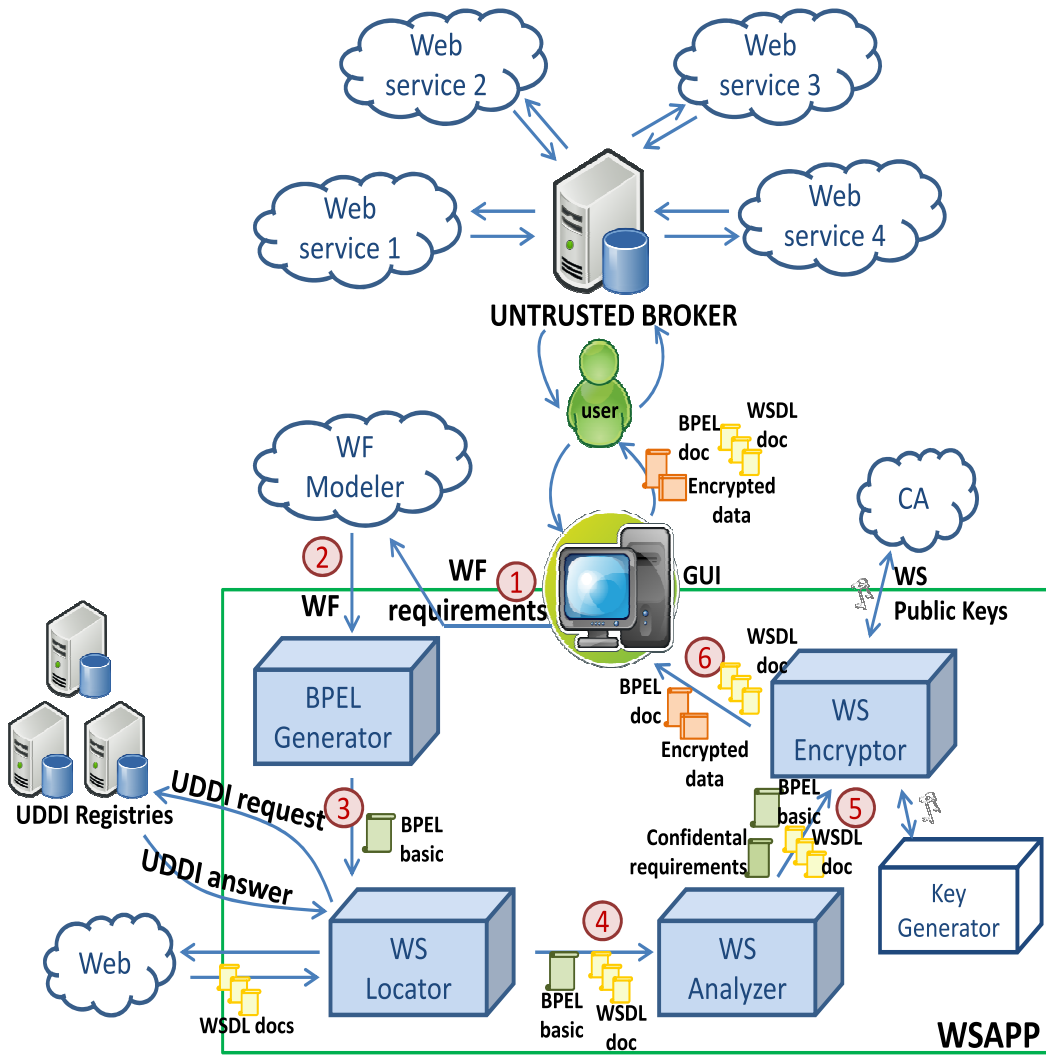 Web
service 2
Web
service 3
Web
service 1
Web
service 4
UNTRUSTED BROKER
user
BPEL
doc
WSDL
doc
Encrypted
data
WF
Modeler
CA
2
WF
WF
requirements
1
GUI
WS
Public Keys
BPEL
Generator
6
WSDL
doc
BPEL
doc
Encrypted
data
WS
Encryptor
UDDI Registries
UDDI request
UDDI answer
3
BPEL
basic
BPEL
basic
5
Confidental
requirements
WSDL
doc
Key
Generator
Web
WSDL docs
WS
Locator
4
BPEL
basic
WSDL
doc
WS
Analyzer
WSAPP